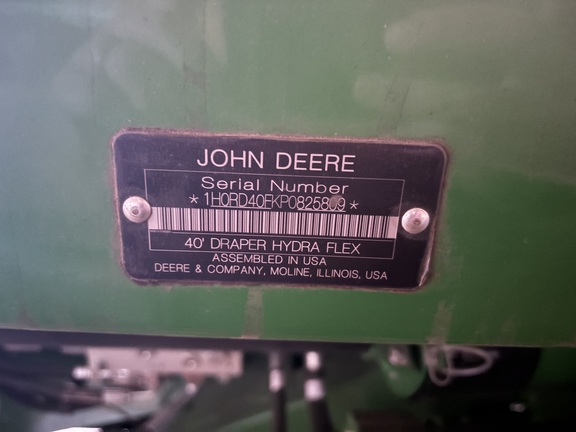 JOHN DEERE
Serial Number
*1H0RD40FKP0825809*
40' DRAPER HYDRA FLEX
ASSEMBLED IN USA
DEERE & COMPANY, MOLINE, ILLINOIS, USA